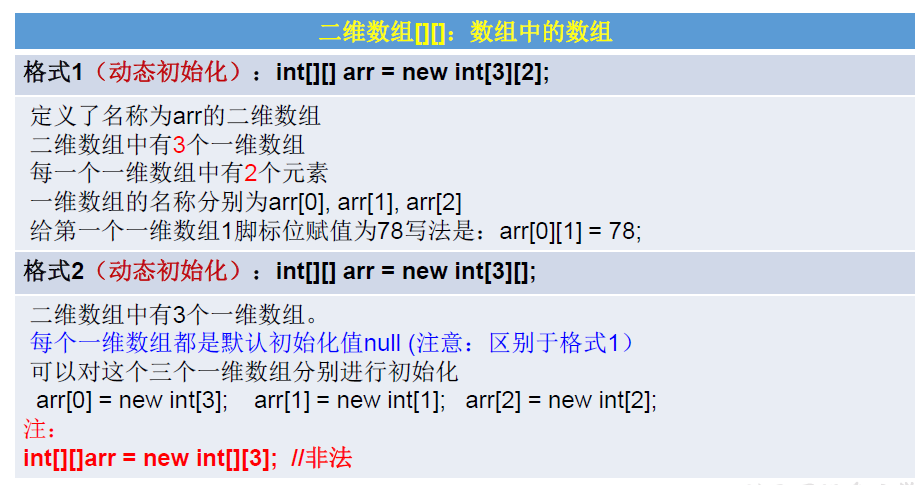 二维数组[][]：数组中的数组
格式1（动态初始化）：int[][] arr = new int[3][2];
定义了名称为arr的二维数组
二维数组中有3个一维数组
每一个一维数组中有2个元素
一维数组的名称分别为arr[0], arr[1], arr[2]
给第一个一维数组1脚标位赋值为78写法是：arr[0][1] = 78;
格式2（动态初始化）：int[][] arr = new int[3][];
二维数组中有3个一维数组。
每个一维数组都是默认初始化值null (注意：区别于格式1）
可以对这个三个一维数组分别进行初始化
arr[0] = new int[3]; arr[1] = new int[1]; arr[2] = new int[2];
注：
int[][]arr = new int[][3]; //非法